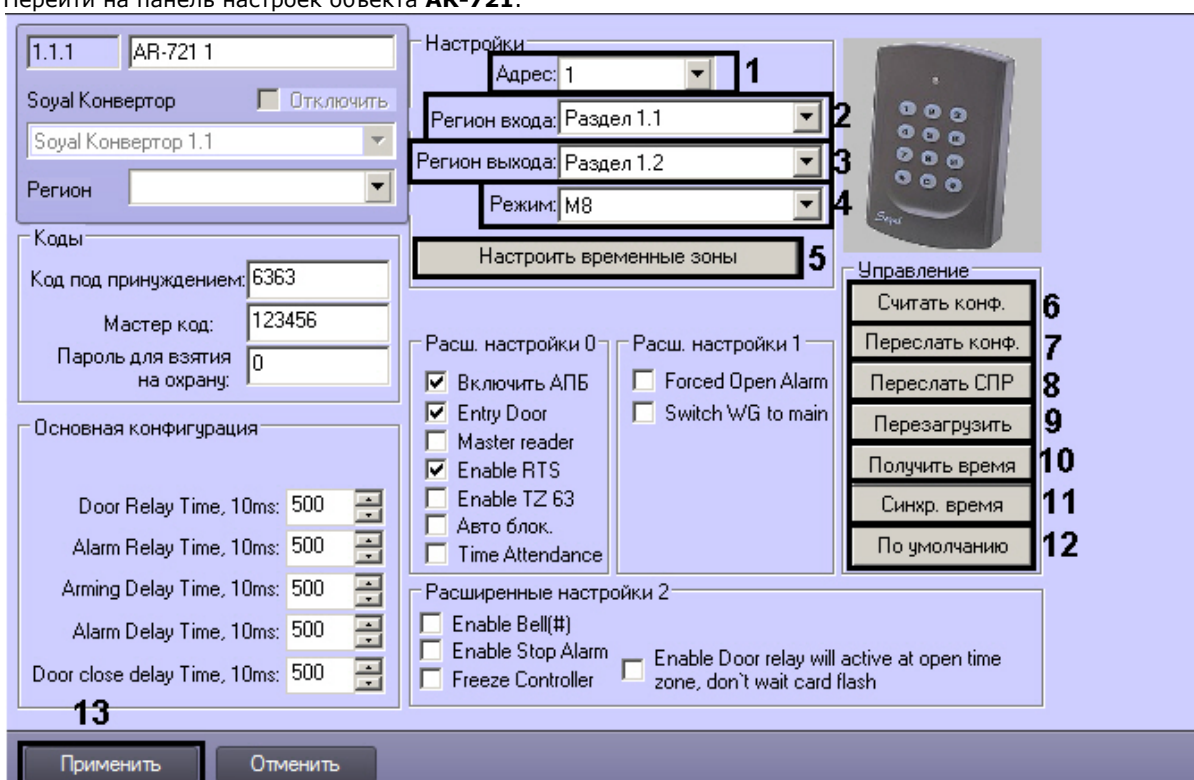 Перейти на панель настроек объекта AR-721.
1.1.1 AR-721 1
Soyal Конвертор Отключить
Soyal Конвертор 1.1
Регион
Настройки
Адрес: 1 1
Регион входа: Раздел 1.1 2
Регион выхода: Раздел 1.2 3
Режим: M8 4
Настроить временные зоны 5
Soyal
Коды
Код под принуждением: 6363
Мастер код: 123456
Пароль для взятия
на охрану: 0
Основная конфигурация
Door Relay Time, 10ms: 500
Alarm Relay Time, 10ms: 500
Arming Delay Time, 10ms: 500
Alarm Delay Time, 10ms: 500
Door close delay Time, 10ms: 500
Расш. настройки 0
Включить АПБ
Entry Door
Master reader
Enable RTS
Enable TZ 63
Авто блок.
Time Attendance
Расш. настройки 1
Forced Open Alarm
Switch WG to main
Управление
Считать конф. 6
Переслать конф. 7
Переслать СПР 8
Перезагрузить 9
Получить время 10
Синхр. время 11
По умолчанию 12
Расширенные настройки 2
Enable Bell(#)
Enable Stop Alarm
Freeze Controller
Enable Door relay will active at open time
zone, don`t wait card flash
13
Применить Отменить